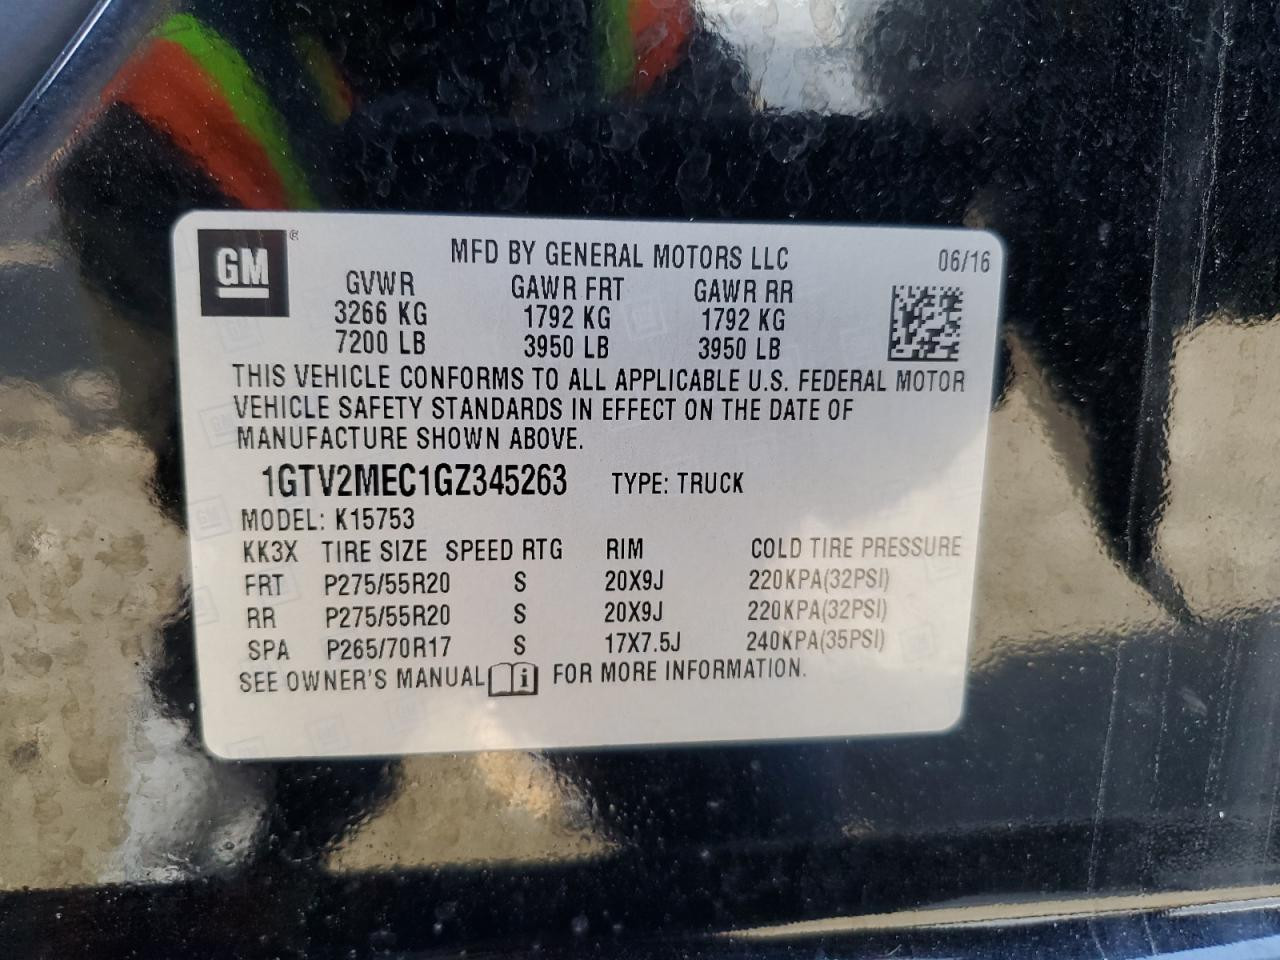 GM ®
MFD BY GENERAL MOTORS LLC 06/16
GVWR GAWR FRT GAWR RR
3266 KG 1792 KG 1792 KG
7200 LB 3950 LB 3950 LB
THIS VEHICLE CONFORMS TO ALL APPLICABLE U.S. FEDERAL MOTOR
VEHICLE SAFETY STANDARDS IN EFFECT ON THE DATE OF
MANUFACTURE SHOWN ABOVE.
1GTV2MEC1GZ345263 TYPE: TRUCK
MODEL: K15753
KK3X TIRE SIZE SPEED RTG RIM COLD TIRE PRESSURE
FRT P275/55R20 S 20X9J 220KPA(32PSI)
RR P275/55R20 S 20X9J 220KPA(32PSI)
SPA P265/70R17 S 17X7.5J 240KPA(35PSI)
SEE OWNER'S MANUAL i FOR MORE INFORMATION.